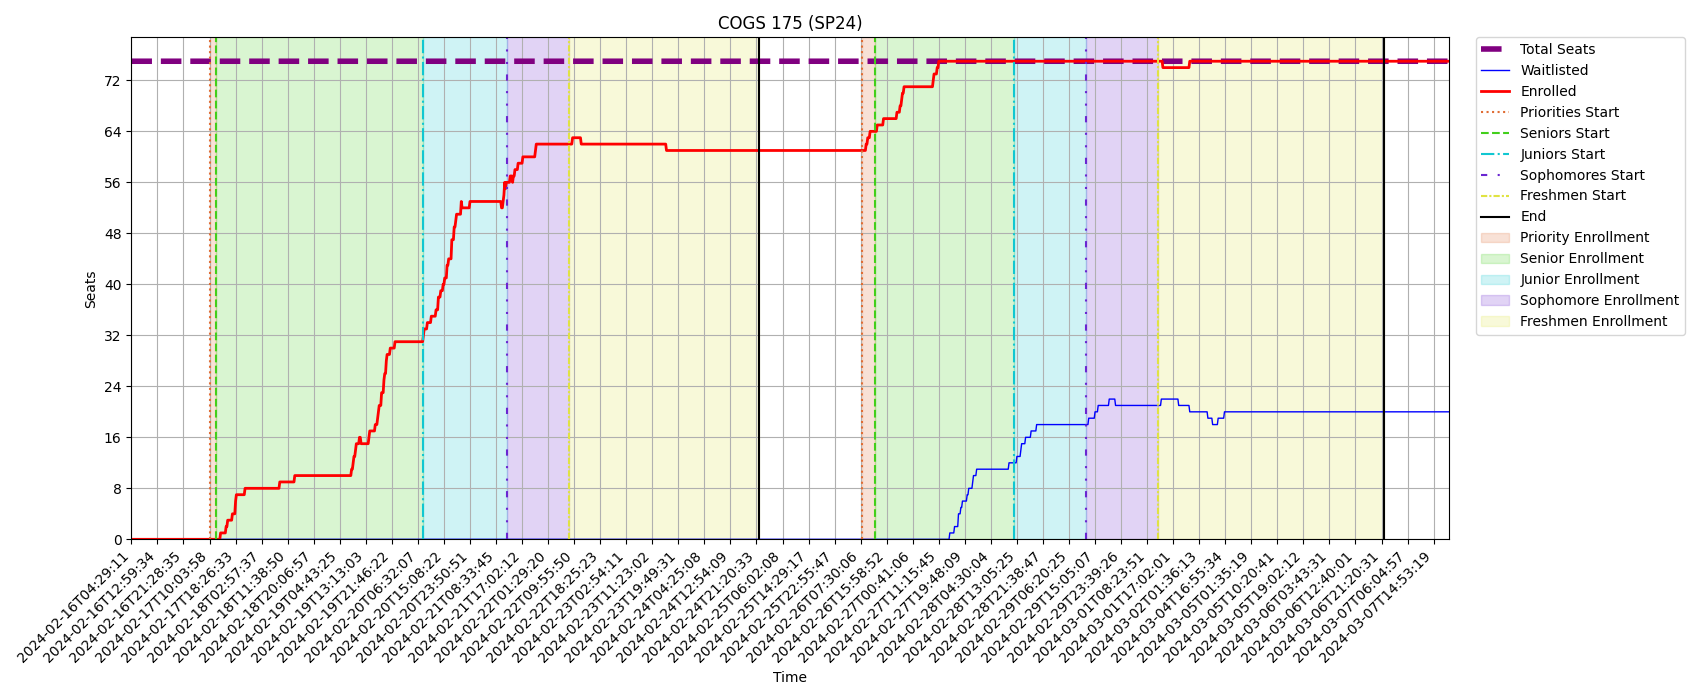 COGS 175 (SP24)
Seats
72
64
56
48
40
32
24
16
8
0
2024-02-16T04:29:11
2024-02-16T12:59:34
2024-02-16T21:28:35
2024-02-17T10:03:58
2024-02-17T18:26:33
2024-02-18T02:57:37
2024-02-18T11:38:50
2024-02-18T20:06:57
2024-02-19T04:43:25
2024-02-19T13:13:03
2024-02-19T21:46:22
2024-02-20T06:32:07
2024-02-20T15:08:22
2024-02-20T23:50:51
2024-02-21T08:33:45
2024-02-21T17:02:12
2024-02-22T01:29:20
2024-02-22T09:55:50
2024-02-22T18:25:23
2024-02-23T02:54:11
2024-02-23T11:23:02
2024-02-23T19:49:31
2024-02-24T04:25:08
2024-02-24T12:54:09
2024-02-24T21:20:33
2024-02-25T06:02:08
2024-02-25T14:29:17
2024-02-25T22:55:47
2024-02-26T07:30:06
2024-02-26T15:58:52
2024-02-27T00:41:06
2024-02-27T11:15:45
2024-02-27T19:48:09
2024-02-28T04:30:04
2024-02-28T13:05:25
2024-02-28T21:38:47
2024-02-29T06:20:25
2024-02-29T15:05:07
2024-02-29T23:39:26
2024-03-01T08:23:51
2024-03-01T17:02:01
2024-03-02T01:36:13
2024-03-04T16:55:34
2024-03-05T01:35:19
2024-03-05T10:20:41
2024-03-05T19:02:12
2024-03-06T03:43:31
2024-03-06T12:40:01
2024-03-06T21:20:31
2024-03-07T06:04:57
2024-03-07T14:53:19
Time
Total Seats
Waitlisted
Enrolled
Priorities Start
Seniors Start
Juniors Start
Sophomores Start
Freshmen Start
End
Priority Enrollment
Senior Enrollment
Junior Enrollment
Sophomore Enrollment
Freshmen Enrollment